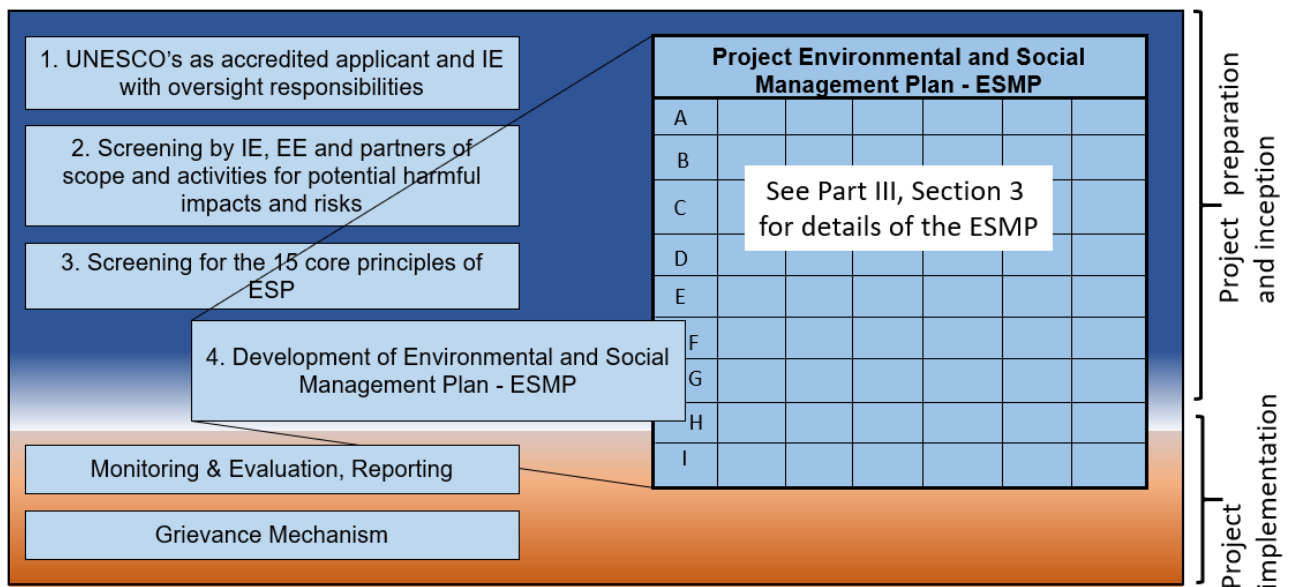 1. UNESCO's as accredited applicant and IE
with oversight responsibilities
2. Screening by IE, EE and partners of
scope and activities for potential harmful
impacts and risks
3. Screening for the 15 core principles of
ESP
4. Development of Environmental and Social
Management Plan - ESMP
Monitoring & Evaluation, Reporting
Grievance Mechanism
Project Environmental and Social
Management Plan - ESMP
A
B
C
D
E
F
G
H
I
See Part III, Section 3
for details of the ESMP
Project preparation
and inception
Project
implementation